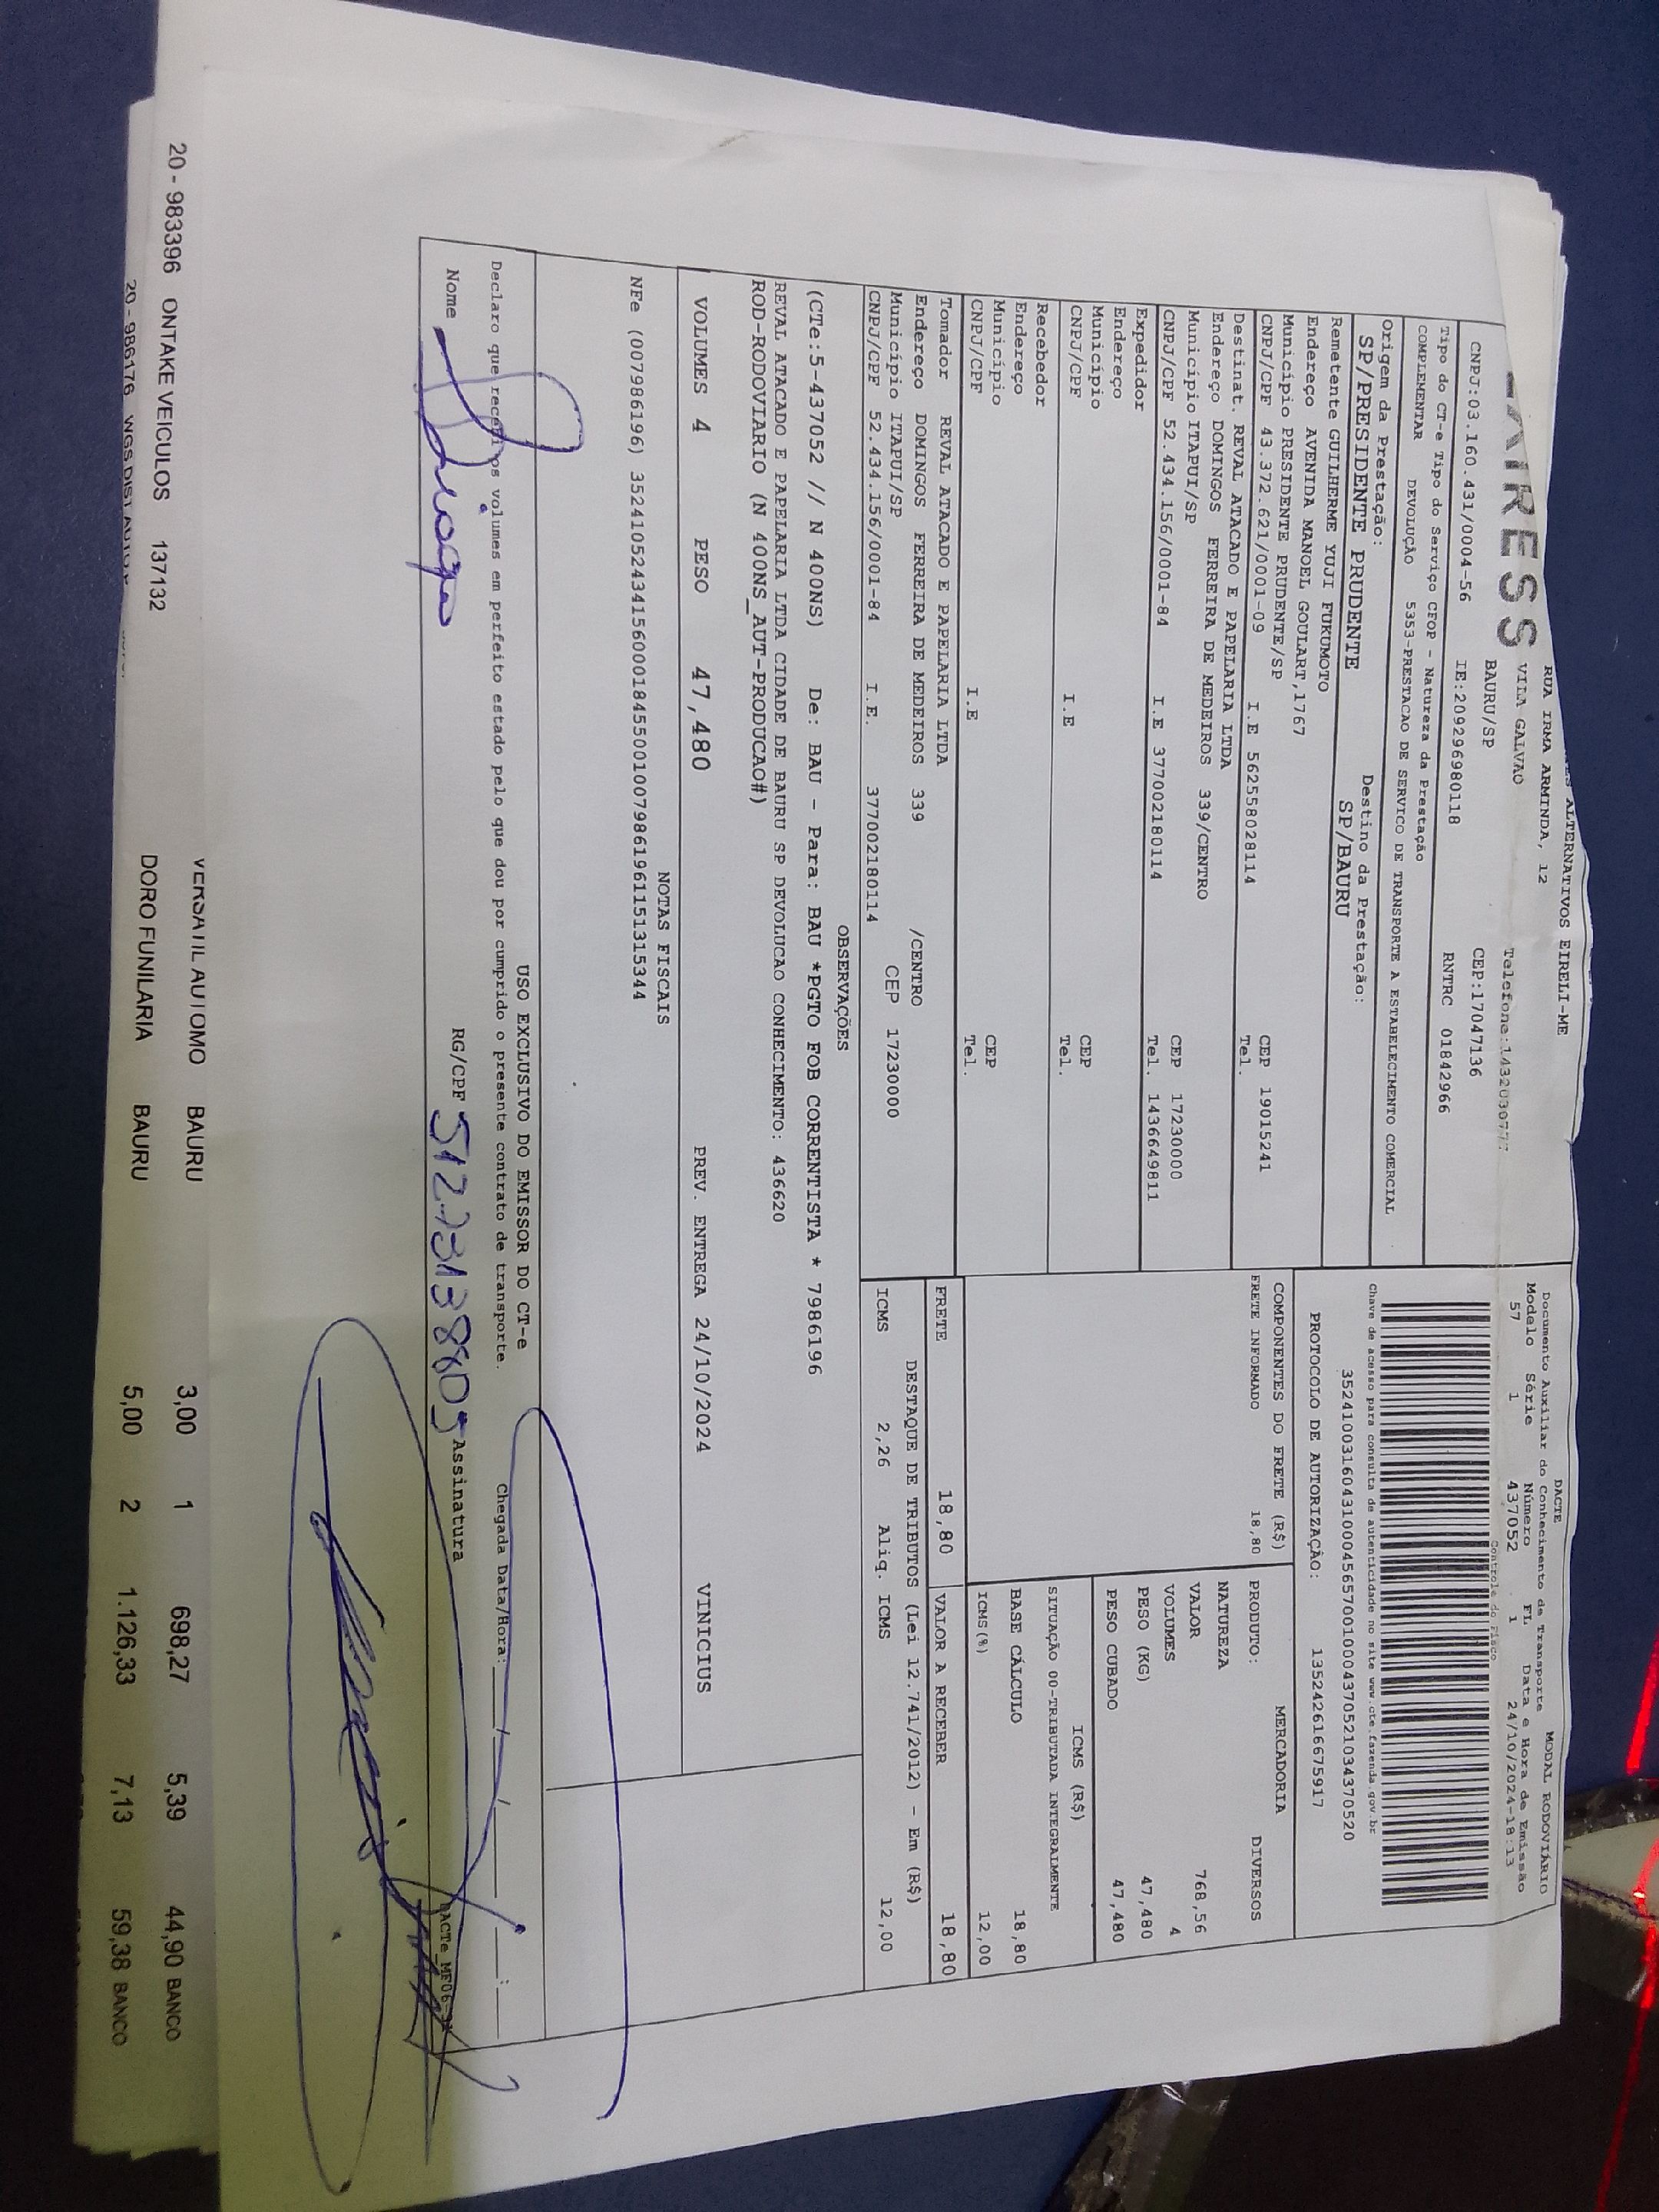 ALTERNATIVOS EIRELI-ME
RUA IRMA ARMINDA, 12
VILA GALVAO Telefone:1432030777
BAURU/SP CEP:17047136
CNPJ:03.160.431/0004-56 IE:209296980118 RNTRC 01842966
DACTE MODAL RODOVIÁRIO
Documento Auxiliar do Conhecimento de Transporte
Modelo Série Número FL Data e Hora de Emissão
57 1 437052 1 24/10/2024-18:13
Controle do Fisco
Tipo do CT-e Tipo do Serviço CFOP - Natureza da Prestação
COMPLEMENTAR DEVOLUÇÃO 5353-PRESTACAO DE SERVICO DE TRANSPORTE A ESTABELECIMENTO COMERCIAL
Chave de acesso para consulta de autenticidade no site www.cte.fazenda.gov.br
35241003160431000456570010004370521034370520
Origem da Prestação: Destino da Prestação:
SP/PRESIDENTE PRUDENTE SP/BAURU
PROTOCOLO DE AUTORIZAÇÃO: 135242616675917
Remetente GUILHERME YUJI FUKUMOTO
Endereço AVENIDA MANOEL GOULART,1767
Município PRESIDENTE PRUDENTE/SP CEP 19015241
CNPJ/CPF 43.372.621/0001-09 I.E 562558028114 Tel.
Destinat. REVAL ATACADO E PAPELARIA LTDA
Endereço DOMINGOS FERREIRA DE MEDEIROS 339/CENTRO
Município ITAPUI/SP CEP 17230000
CNPJ/CPF 52.434.156/0001-84 I.E 377002180114 Tel. 1436649811
Expedidor
Endereço
Município CEP
CNPJ/CPF I.E Tel.
Recebedor
Endereço
Município CEP
CNPJ/CPF I.E Tel.
COMPONENTES DO FRETE (R$)
FRETE INFORMADO 18,80
MERCADORIA
PRODUTO: DIVERSOS
NATUREZA
VALOR 768,56
VOLUMES 4
PESO (KG) 47,480
PESO CUBADO 47,480
ICMS (R$)
SITUAÇÃO 00-TRIBUTADA INTEGRALMENTE
BASE CÁLCULO 18,80
ICMS(%) 12,00
Tomador REVAL ATACADO E PAPELARIA LTDA
Endereço DOMINGOS FERREIRA DE MEDEIROS 339 /CENTRO
Município ITAPUI/SP CEP 17230000
CNPJ/CPF 52.434.156/0001-84 I.E. 377002180114
FRETE 18,80 VALOR A RECEBER 18,80
DESTAQUE DE TRIBUTOS (Lei 12.741/2012) - Em (R$)
ICMS 2,26 Aliq. ICMS 12,00
OBSERVAÇÕES
(CTe:5-437052 // N 400NS) De: BAU - Para: BAU *PGTO FOB CORRENTISTA * 7986196
REVAL ATACADO E PAPELARIA LTDA CIDADE DE BAURU SP DEVOLUCAO CONHECIMENTO: 436620
ROD-RODOVIARIO (N 400NS_AUT-PRODUCAO#)
VOLUMES 4 PESO 47,480 PREV. ENTREGA 24/10/2024 VINICIUS
NOTAS FISCAIS
NFe (007986196) 35241052434156000184550010079861961151315344
USO EXCLUSIVO DO EMISSOR DO CT-e
Declaro que recebi os volumes em perfeito estado pelo que dou por cumprido o presente contrato de transporte. Chegada Data/Hora:___/___/___ ___:___
Nome RG/CPF Assinatura
VERSATIL AUTOMO BAURU 3,00 1 698,27 5,39 44,90 BANCO
20 - 983396 ONTAKE VEICULOS 137132 DORO FUNILARIA BAURU 5,00 2 1.126,33 7,13 59,38 BANCO
20 - 986176